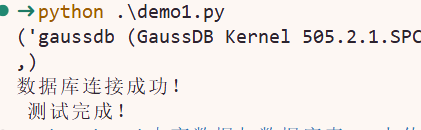 →python .\demo1.py
('gaussdb (GaussDB Kernel 505.2.1.SPC
,)
数据库连接成功！
测试完成！